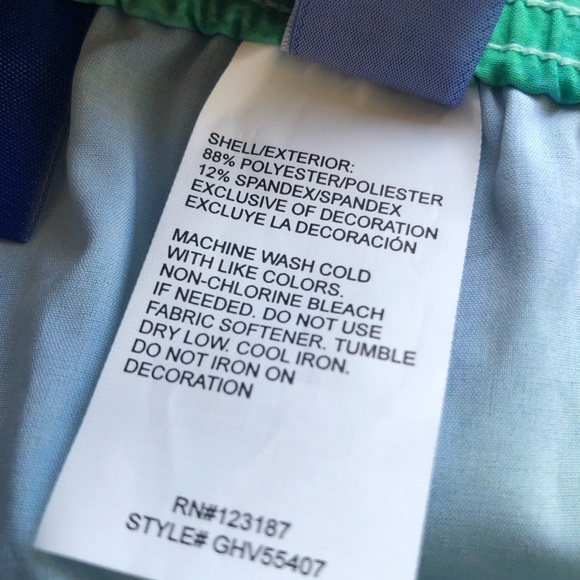 SHELL/EXTERIOR:
88% POLYESTER/POLIESTER
12% SPANDEX/SPANDEX
EXCLUSIVE OF DECORATION
EXCLUYE LA DECORACIÓN
MACHINE WASH COLD
WITH LIKE COLORS.
NON-CHLORINE BLEACH
IF NEEDED. DO NOT USE
FABRIC SOFTENER. TUMBLE
DRY LOW. COOL IRON.
DO NOT IRON ON
DECORATION
RN#123187
STYLE# GHV55407